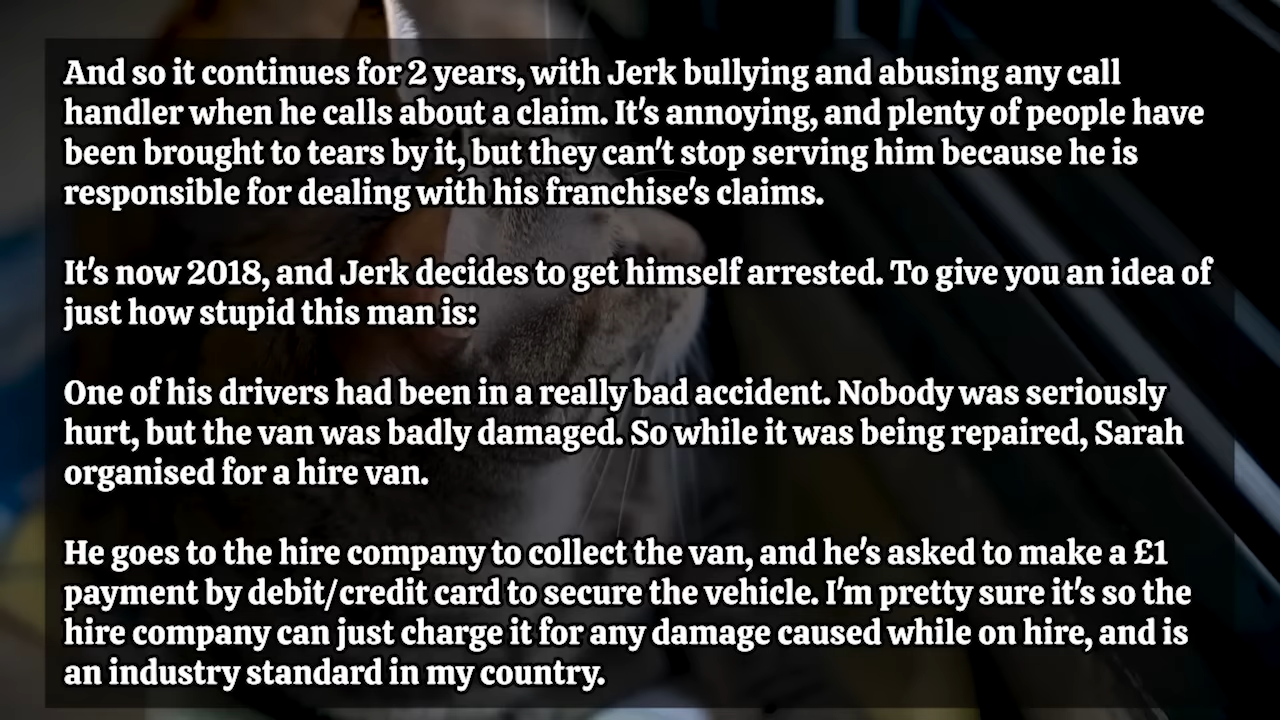 And so it continues for 2 years, with Jerk bullying and abusing any call
handler when he calls about a claim. It's annoying, and plenty of people have
been brought to tears by it, but they can't stop serving him because he is
responsible for dealing with his franchise's claims.
It's now 2018, and Jerk decides to get himself arrested. To give you an idea of
just how stupid this man is:
One of his drivers had been in a really bad accident. Nobody was seriously
hurt, but the van was badly damaged. So while it was being repaired, Sarah
organised for a hire van.
He goes to the hire company to collect the van, and he's asked to make a £1
payment by debit/credit card to secure the vehicle. I'm pretty sure it's so the
hire company can just charge it for any damage caused while on hire, and is
an industry standard in my country.